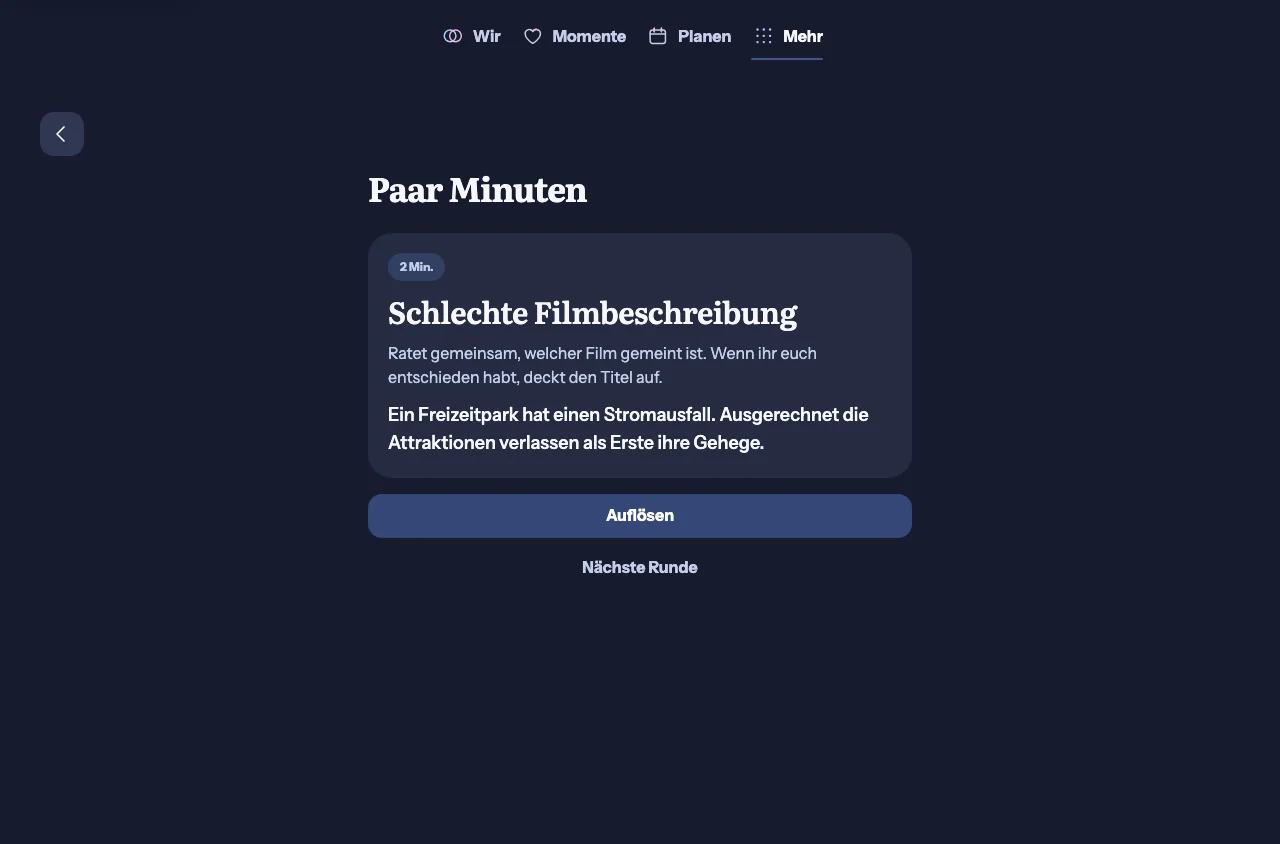 Wir
Momente
Planen
Mehr
Paar Minuten
2 Min.
Schlechte Filmbeschreibung
Ratet gemeinsam, welcher Film gemeint ist. Wenn ihr euch
entschieden habt, deckt den Titel auf.
Ein Freizeitpark hat einen Stromausfall. Ausgerechnet die
Attraktionen verlassen als Erste ihre Gehege.
Auflösen
Nächste Runde